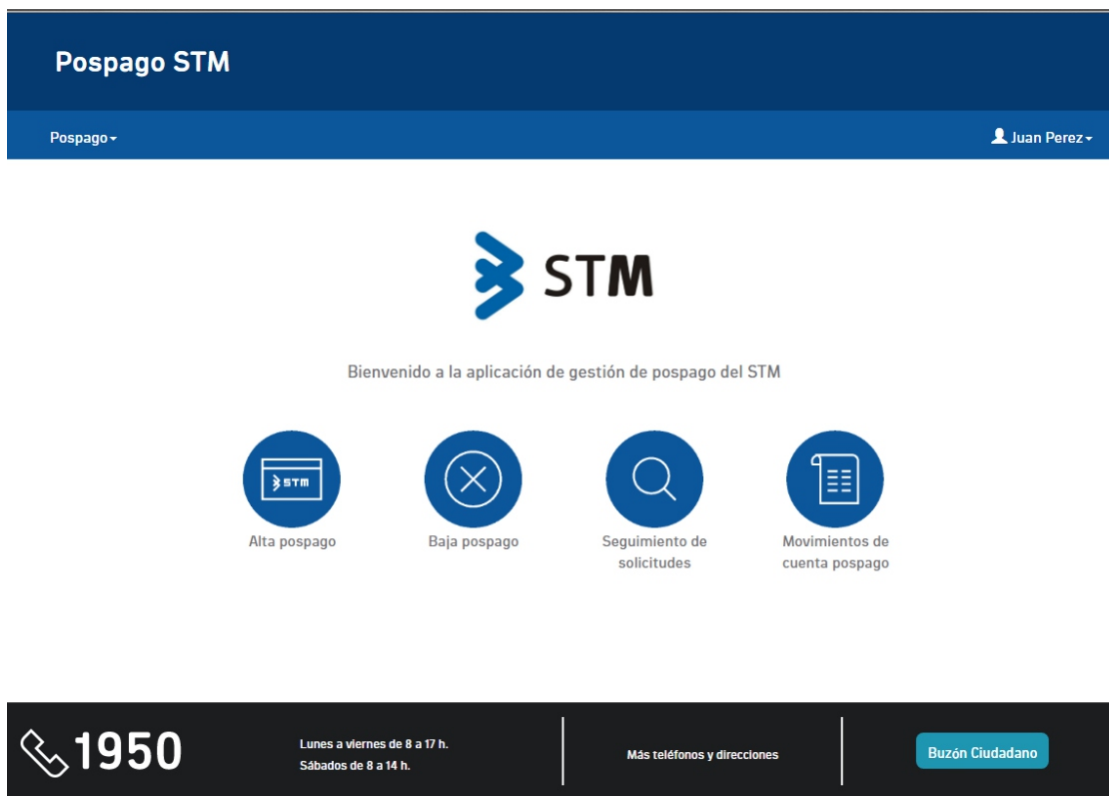 Pospago STM
Pospago
Juan Perez
STM
Bienvenido a la aplicación de gestión de pospago del STM
STM
Alta pospago
Baja pospago
Seguimiento de
solicitudes
Movimientos de
cuenta pospago
1950
Lunes a viernes de 8 a 17 h.
Sábados de 8 a 14 h.
Más teléfonos y direcciones
Buzón Ciudadano